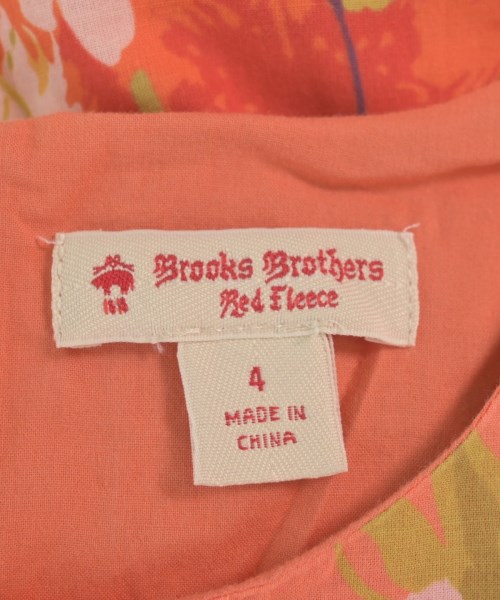 Brooks Brothers
Red Fleece
4
MADE IN
CHINA